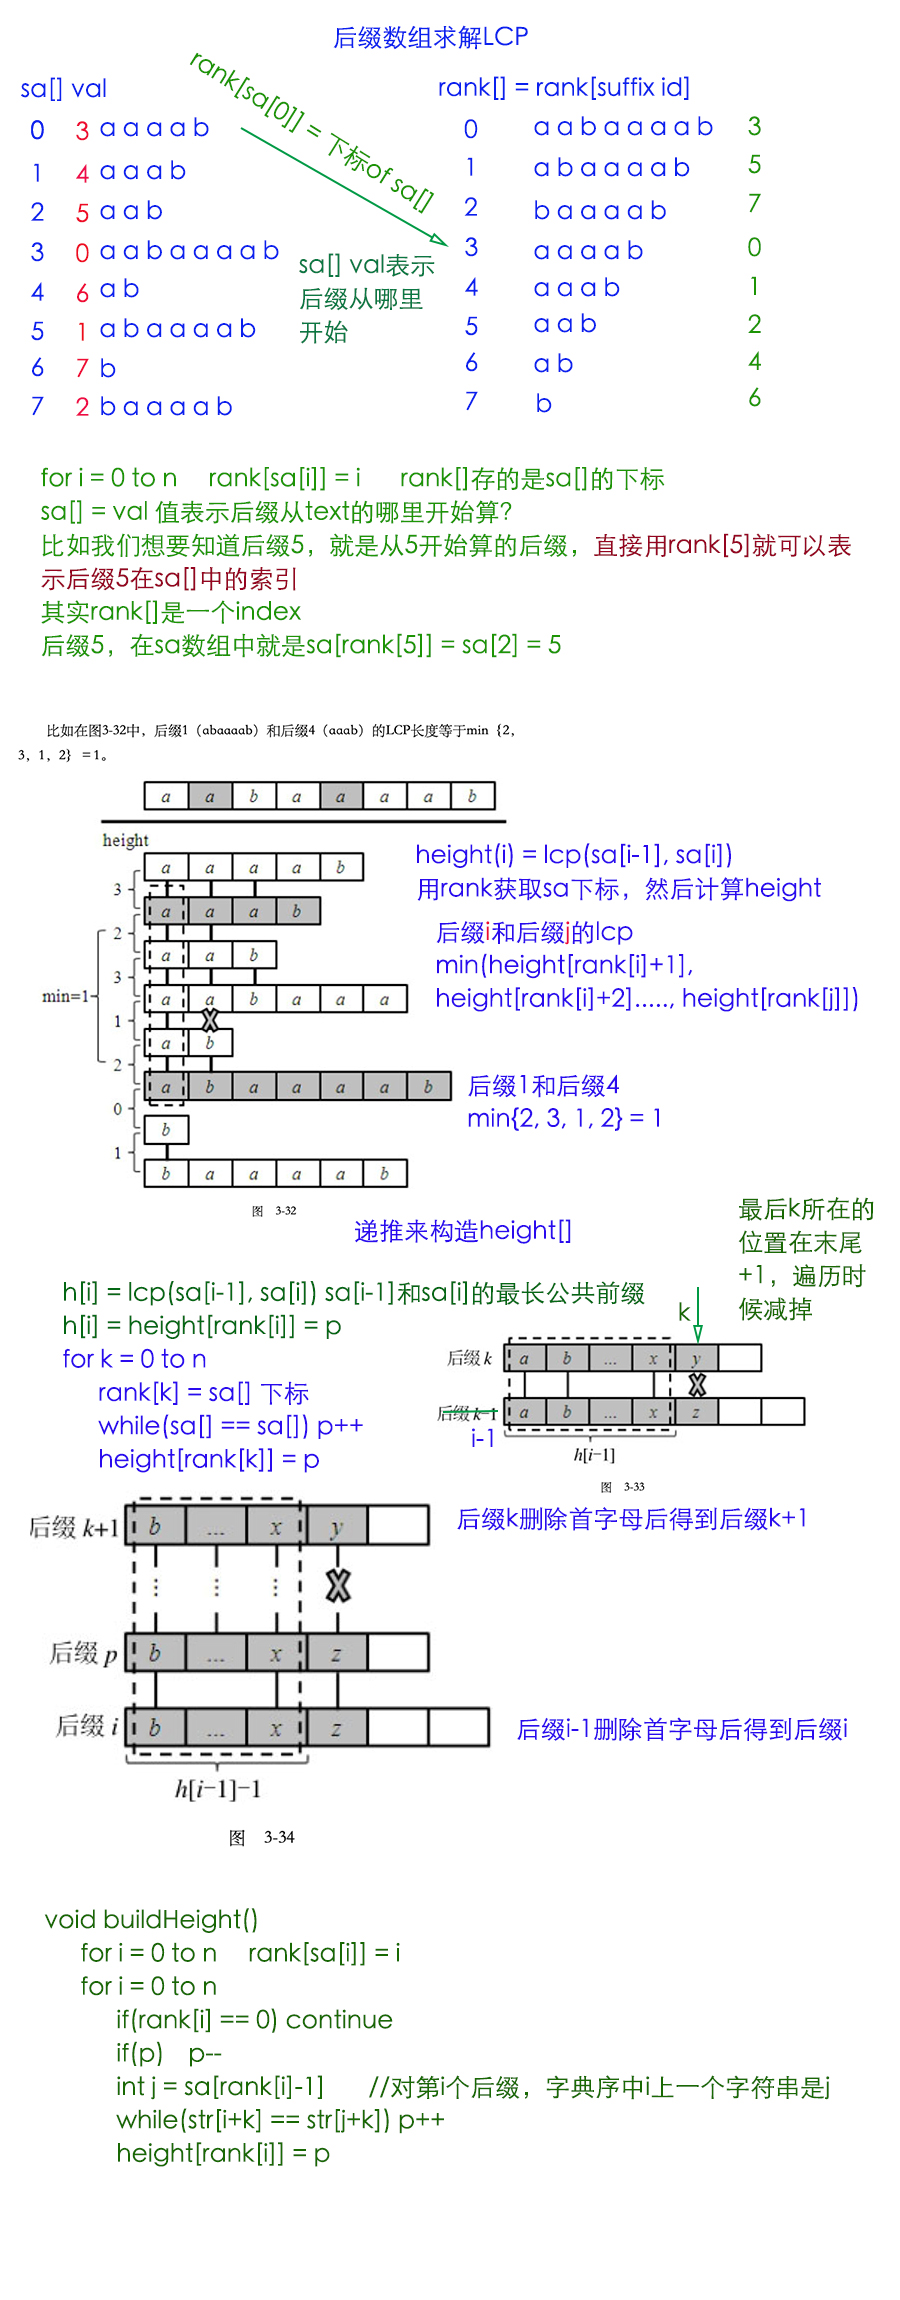 后缀数组求解LCP
rank[sa[0]] = 下标of sa[]
sa[] val
rank[] = rank[suffix id]
0 3 a a a a b
1 4 a a a b
2 5 a a b
3 0 a a b a a a a b
4 6 a b
5 1 a b a a a a b
6 7 b
7 2 b a a a a b
sa[] val表示
后缀从哪里
开始
0 a a b a a a a b 3
1 a b a a a a b 5
2 b a a a a b 7
3 a a a a b 0
4 a a a b 1
5 a a b 2
6 a b 4
7 b 6
for i = 0 to n rank[sa[i]] = i rank[]存的是sa[]的下标
sa[] = val 值表示后缀从text的哪里开始算?
比如我们想要知道后缀5，就是从5开始算的后缀，直接用rank[5]就可以表
示后缀5在sa[]中的索引
其实rank[]是一个index
后缀5，在sa数组中就是sa[rank[5]] = sa[2] = 5
比如在图3-32中，后缀1（abaaaab）和后缀4（aaab）的LCP长度等于min｛2，
3，1，2｝＝1。
a a b a a a a b
height
a a a a b
3
a a a b
2
a a b
3
min=1
a a b a a a
1
a b
2
a b a a a a b
0
b
1
b a a a a b
图 3-32
height(i) = lcp(sa[i-1], sa[i])
用rank获取sa下标，然后计算height
后缀i和后缀j的lcp
min(height[rank[i]+1],
height[rank[i]+2]....., height[rank[j]])
后缀1和后缀4
min{2, 3, 1, 2} = 1
递推来构造height[]
最后k所在的
位置在末尾
+1，遍历时
候减掉
h[i] = lcp(sa[i-1], sa[i]) sa[i-1]和sa[i]的最长公共前缀
h[i] = height[rank[i]] = p
for k = 0 to n
rank[k] = sa[] 下标
while(sa[] == sa[]) p++
height[rank[k]] = p
k
后缀 k a b ... x y
后缀 k-1 a b ... x z
i-1
h[i−1]
图 3-33
后缀 k+1 b ... x y
后缀k删除首字母后得到后缀k+1
后缀 p b ... x z
后缀 i b ... x z
后缀i-1删除首字母后得到后缀i
h[i−1]−1
图 3-34
void buildHeight()
for i = 0 to n rank[sa[i]] = i
for i = 0 to n
if(rank[i] == 0) continue
if(p) p--
int j = sa[rank[i]-1] //对第i个后缀，字典序中i上一个字符串是j
while(str[i+k] == str[j+k]) p++
height[rank[i]] = p